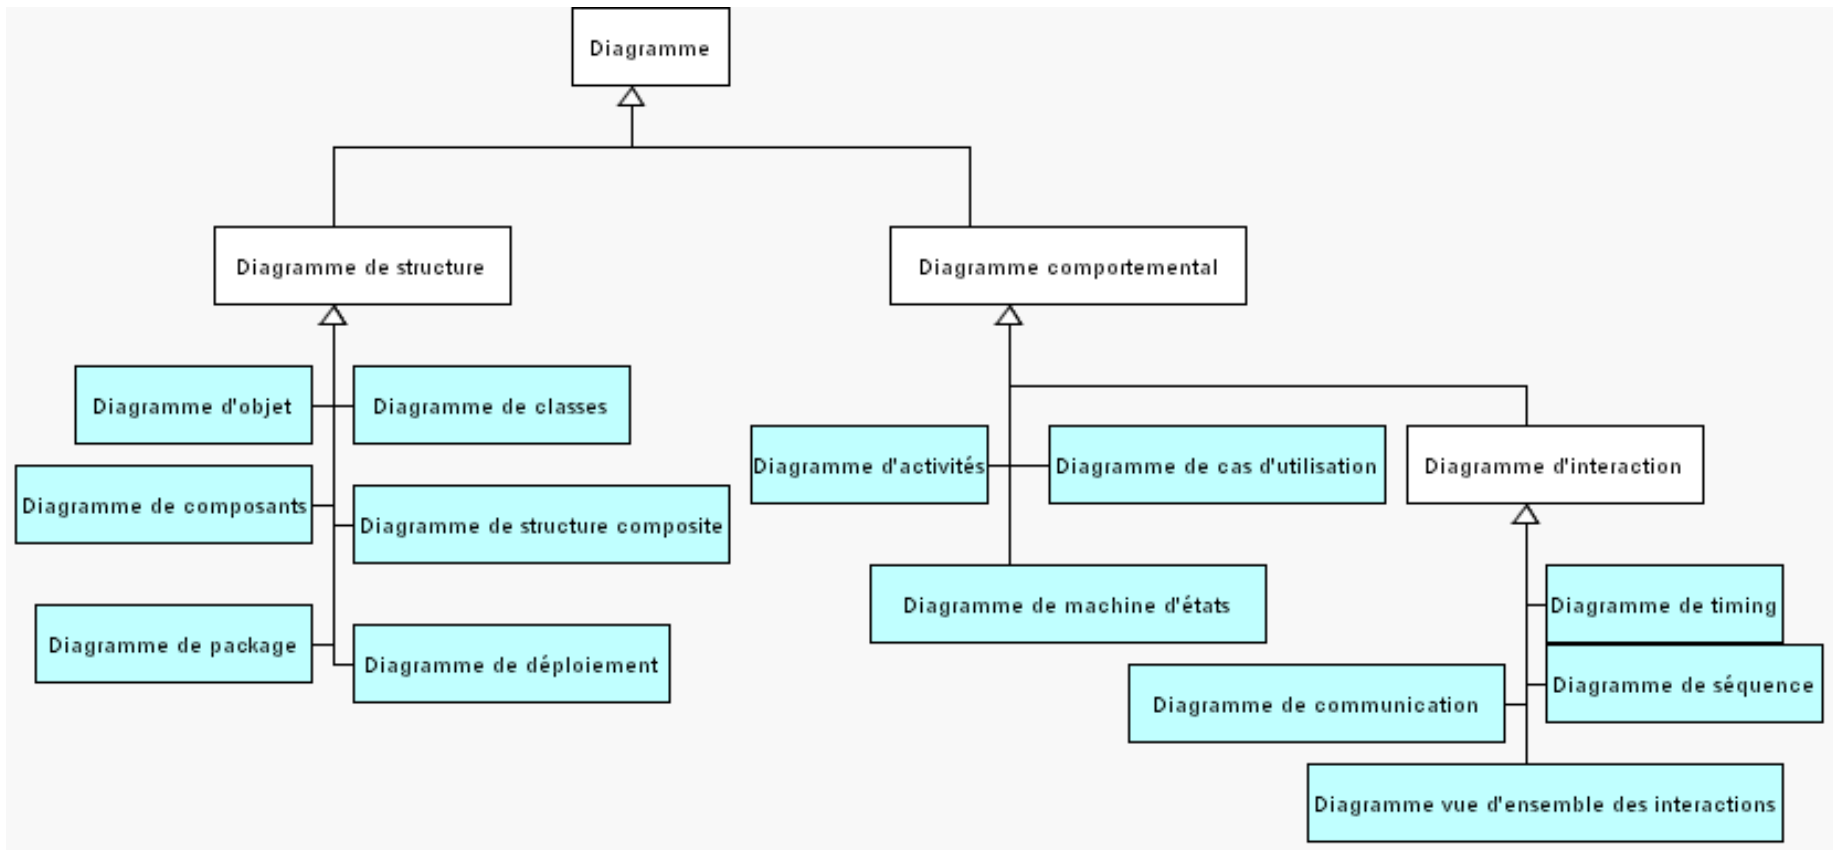 Diagramme
Diagramme de structure
Diagramme comportemental
Diagramme d'objet
Diagramme de classes
Diagramme de composants
Diagramme de structure composite
Diagramme de package
Diagramme de déploiement
Diagramme d'activités
Diagramme de cas d'utilisation
Diagramme d'interaction
Diagramme de machine d'états
Diagramme de timing
Diagramme de séquence
Diagramme de communication
Diagramme vue d'ensemble des interactions